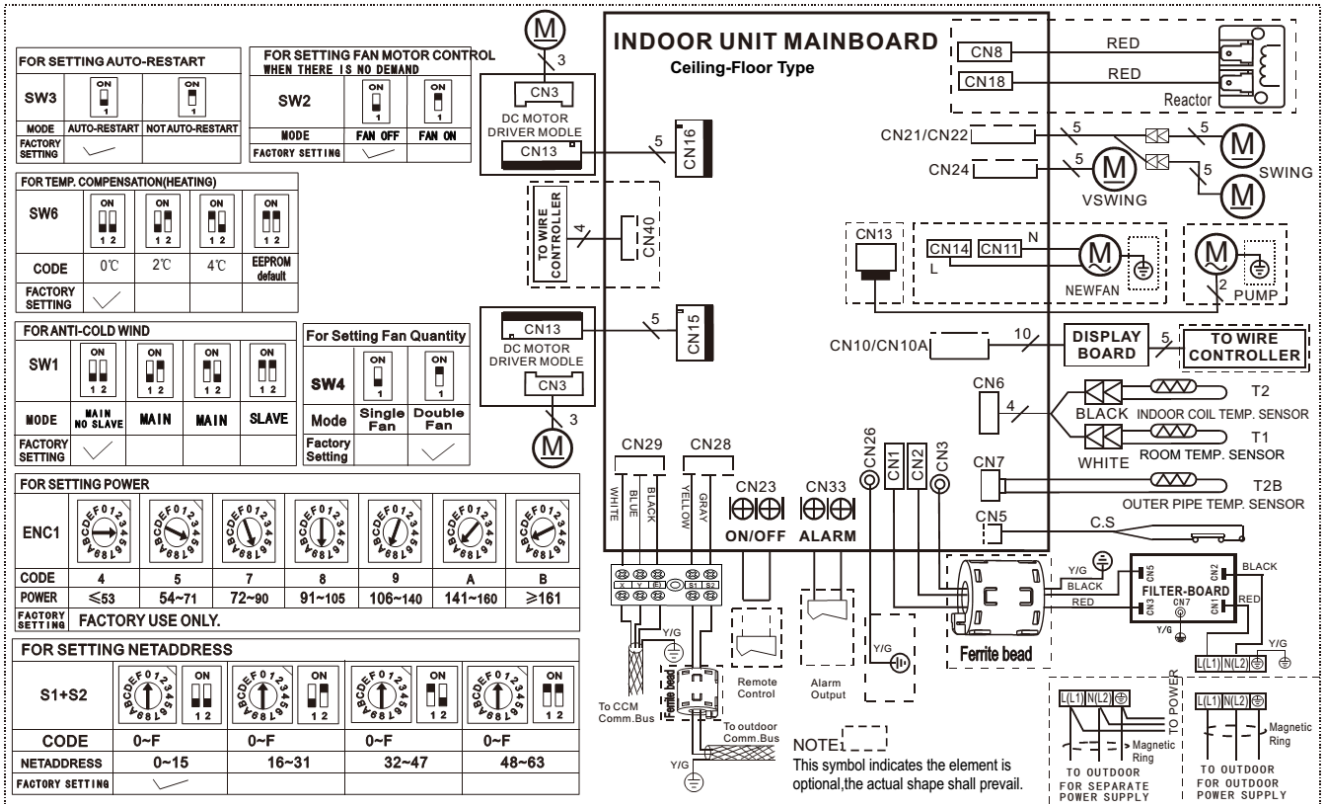 FOR SETTING AUTO-RESTART
SW3
ON
1
ON
1
MODE AUTO-RESTART NOT AUTO-RESTART
FACTORY
SETTING
FOR SETTING FAN MOTOR CONTROL
WHEN THERE IS NO DEMAND
SW2
ON
1
ON
1
MODE FAN OFF FAN ON
FACTORY SETTING
FOR TEMP. COMPENSATION(HEATING)
SW6
ON
1 2
ON
1 2
ON
1 2
ON
1 2
CODE 0℃ 2℃ 4℃ EEPROM
default
FACTORY
SETTING
FOR ANTI-COLD WIND
SW1
ON
1 2
ON
1 2
ON
1 2
ON
1 2
MODE MAIN
NO SLAVE MAIN MAIN SLAVE
FACTORY
SETTING
For Setting Fan Quantity
SW4
ON
1
ON
1
Mode Single
Fan Double
Fan
Factory
Setting
FOR SETTING POWER
ENC1
0123456789ABCDEF
0123456789ABCDEF
0123456789ABCDEF
0123456789ABCDEF
0123456789ABCDEF
0123456789ABCDEF
0123456789ABCDEF
CODE 4 5 7 8 9 A B
POWER ≤53 54~71 72~90 91~105 106~140 141~160 ≥161
FACTORY
SETTING FACTORY USE ONLY.
FOR SETTING NETADDRESS
S1+S2
0123456789ABCDEF
ON
1 2
0123456789ABCDEF
ON
1 2
0123456789ABCDEF
ON
1 2
0123456789ABCDEF
ON
1 2
CODE 0~F 0~F 0~F 0~F
NETADDRESS 0~15 16~31 32~47 48~63
FACTORY SETTING
M
3
CN3
DC MOTOR
DRIVER MODLE
CN13
5
CN16
TO WIRE
CONTROLLER
4
CN40
CN13
5
CN15
DC MOTOR
DRIVER MODLE
CN3
3
M
INDOOR UNIT MAINBOARD
Ceiling-Floor Type
CN8
RED
CN18
RED
Reactor
CN21/CN22
5
5
M
SWING
5
M
CN24
5
M
VSWING
CN13
CN14
CN11
N
L
M
NEWFAN
M
2
PUMP
CN10/CN10A
10
DISPLAY
BOARD
5
TO WIRE
CONTROLLER
CN6
4
T2
BLACK
INDOOR COIL TEMP. SENSOR
T1
WHITE
ROOM TEMP. SENSOR
CN7
T2B
OUTER PIPE TEMP. SENSOR
CN5
C.S
CN29
WHITE
BLUE
BLACK
CN28
YELLOW
GRAY
X Y E S1 S2
CN23
ON/OFF
CN33
ALARM
CN26
CN1
CN2
CN3
Y/G
Ferrite bead
To CCM
Comm.Bus
To outdoor
Comm.Bus
Y/G
Remote
Control
Alarm
Output
Y/G
Ferrite bead
Y/G
BLACK
RED
CN5
CN2
BLACK
FILTER-BOARD
CN3
CN7
CN1
RED
Y/G
Y/G
L(L1) N(L2)
L(L1) N(L2)
TO POWER
Magnetic
Ring
TO OUTDOOR
FOR SEPARATE
POWER SUPPLY
L(L1) N(L2)
Magnetic
Ring
TO OUTDOOR
FOR OUTDOOR
POWER SUPPLY
NOTE:
This symbol indicates the element is
optional,the actual shape shall prevail.